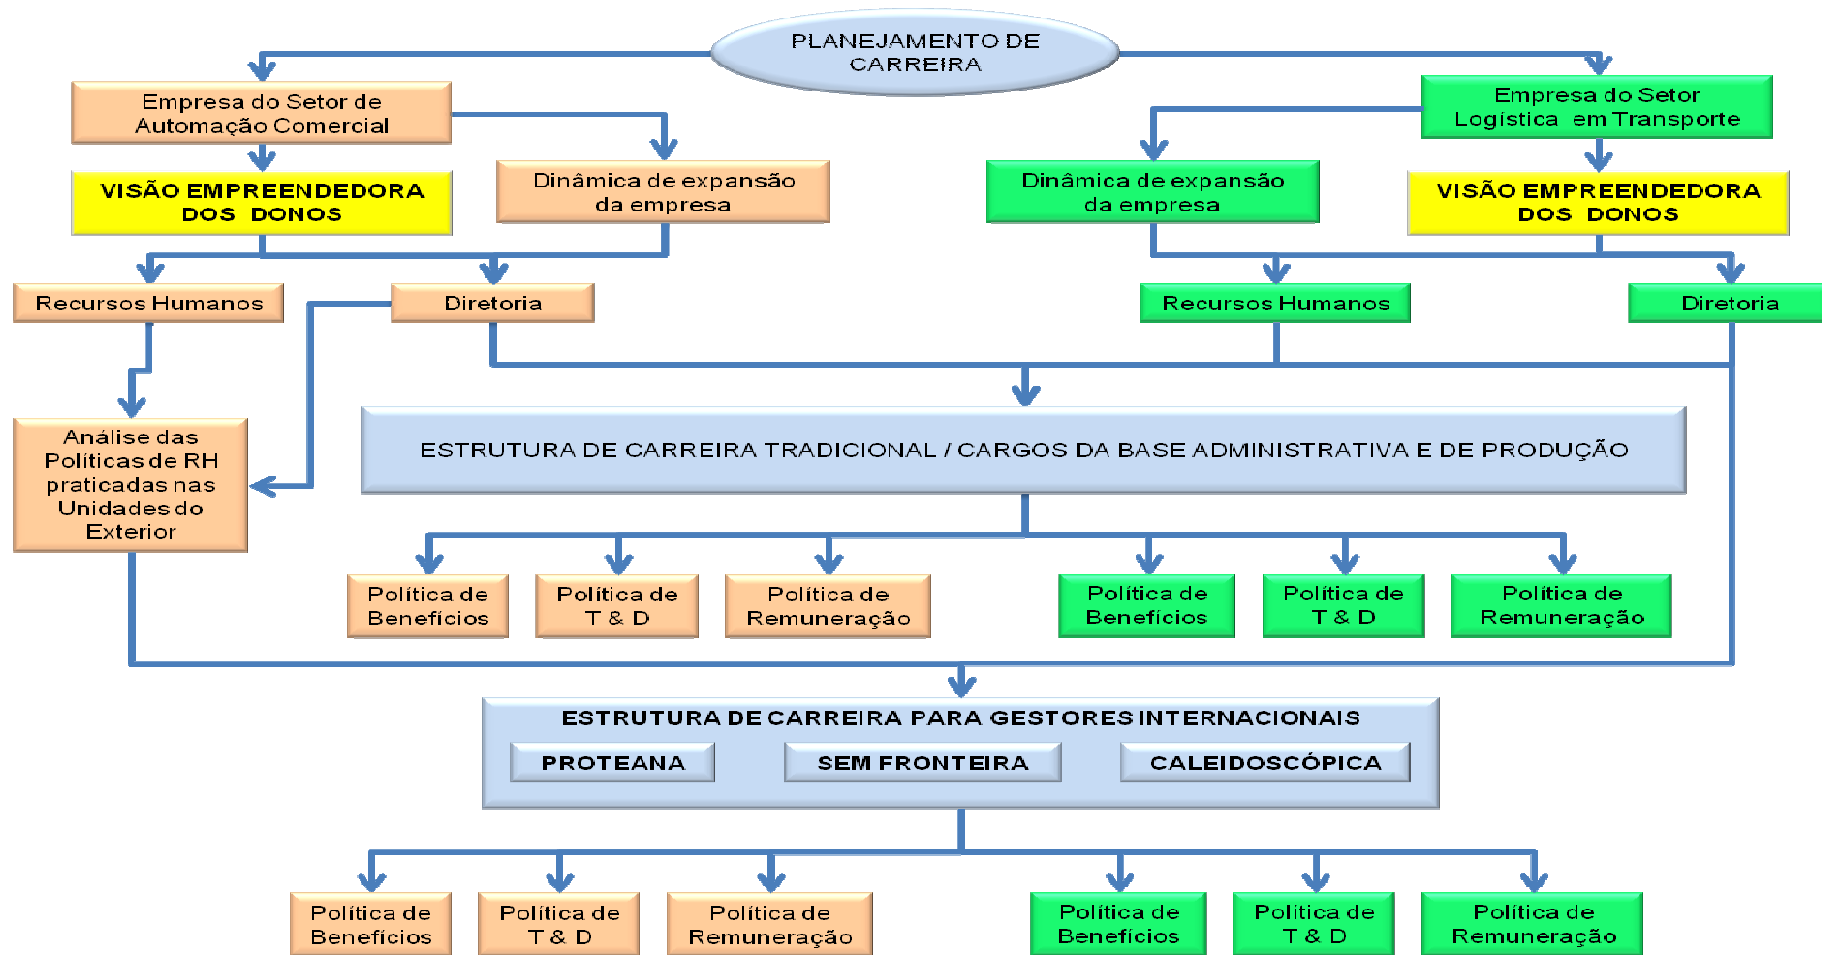 PLANEJAMENTO DE
CARREIRA
Empresa do Setor de
Automação Comercial
Empresa do Setor
Logística em Transporte
VISÃO EMPREENDEDORA
DOS DONOS
Dinâmica de expansão
da empresa
Dinâmica de expansão
da empresa
VISÃO EMPREENDEDORA
DOS DONOS
Recursos Humanos
Diretoria
Recursos Humanos
Diretoria
Análise das
Políticas de RH
praticadas nas
Unidades do
Exterior
ESTRUTURA DE CARREIRA TRADICIONAL / CARGOS DA BASE ADMINISTRATIVA E DE PRODUÇÃO
Política de
Benefícios
Política de
T & D
Política de
Remuneração
Política de
Benefícios
Política de
T & D
Política de
Remuneração
ESTRUTURA DE CARREIRA PARA GESTORES INTERNACIONAIS
PROTEANA
SEM FRONTEIRA
CALEIDOSCÓPICA
Política de
Benefícios
Política de
T & D
Política de
Remuneração
Política de
Benefícios
Política de
T & D
Política de
Remuneração